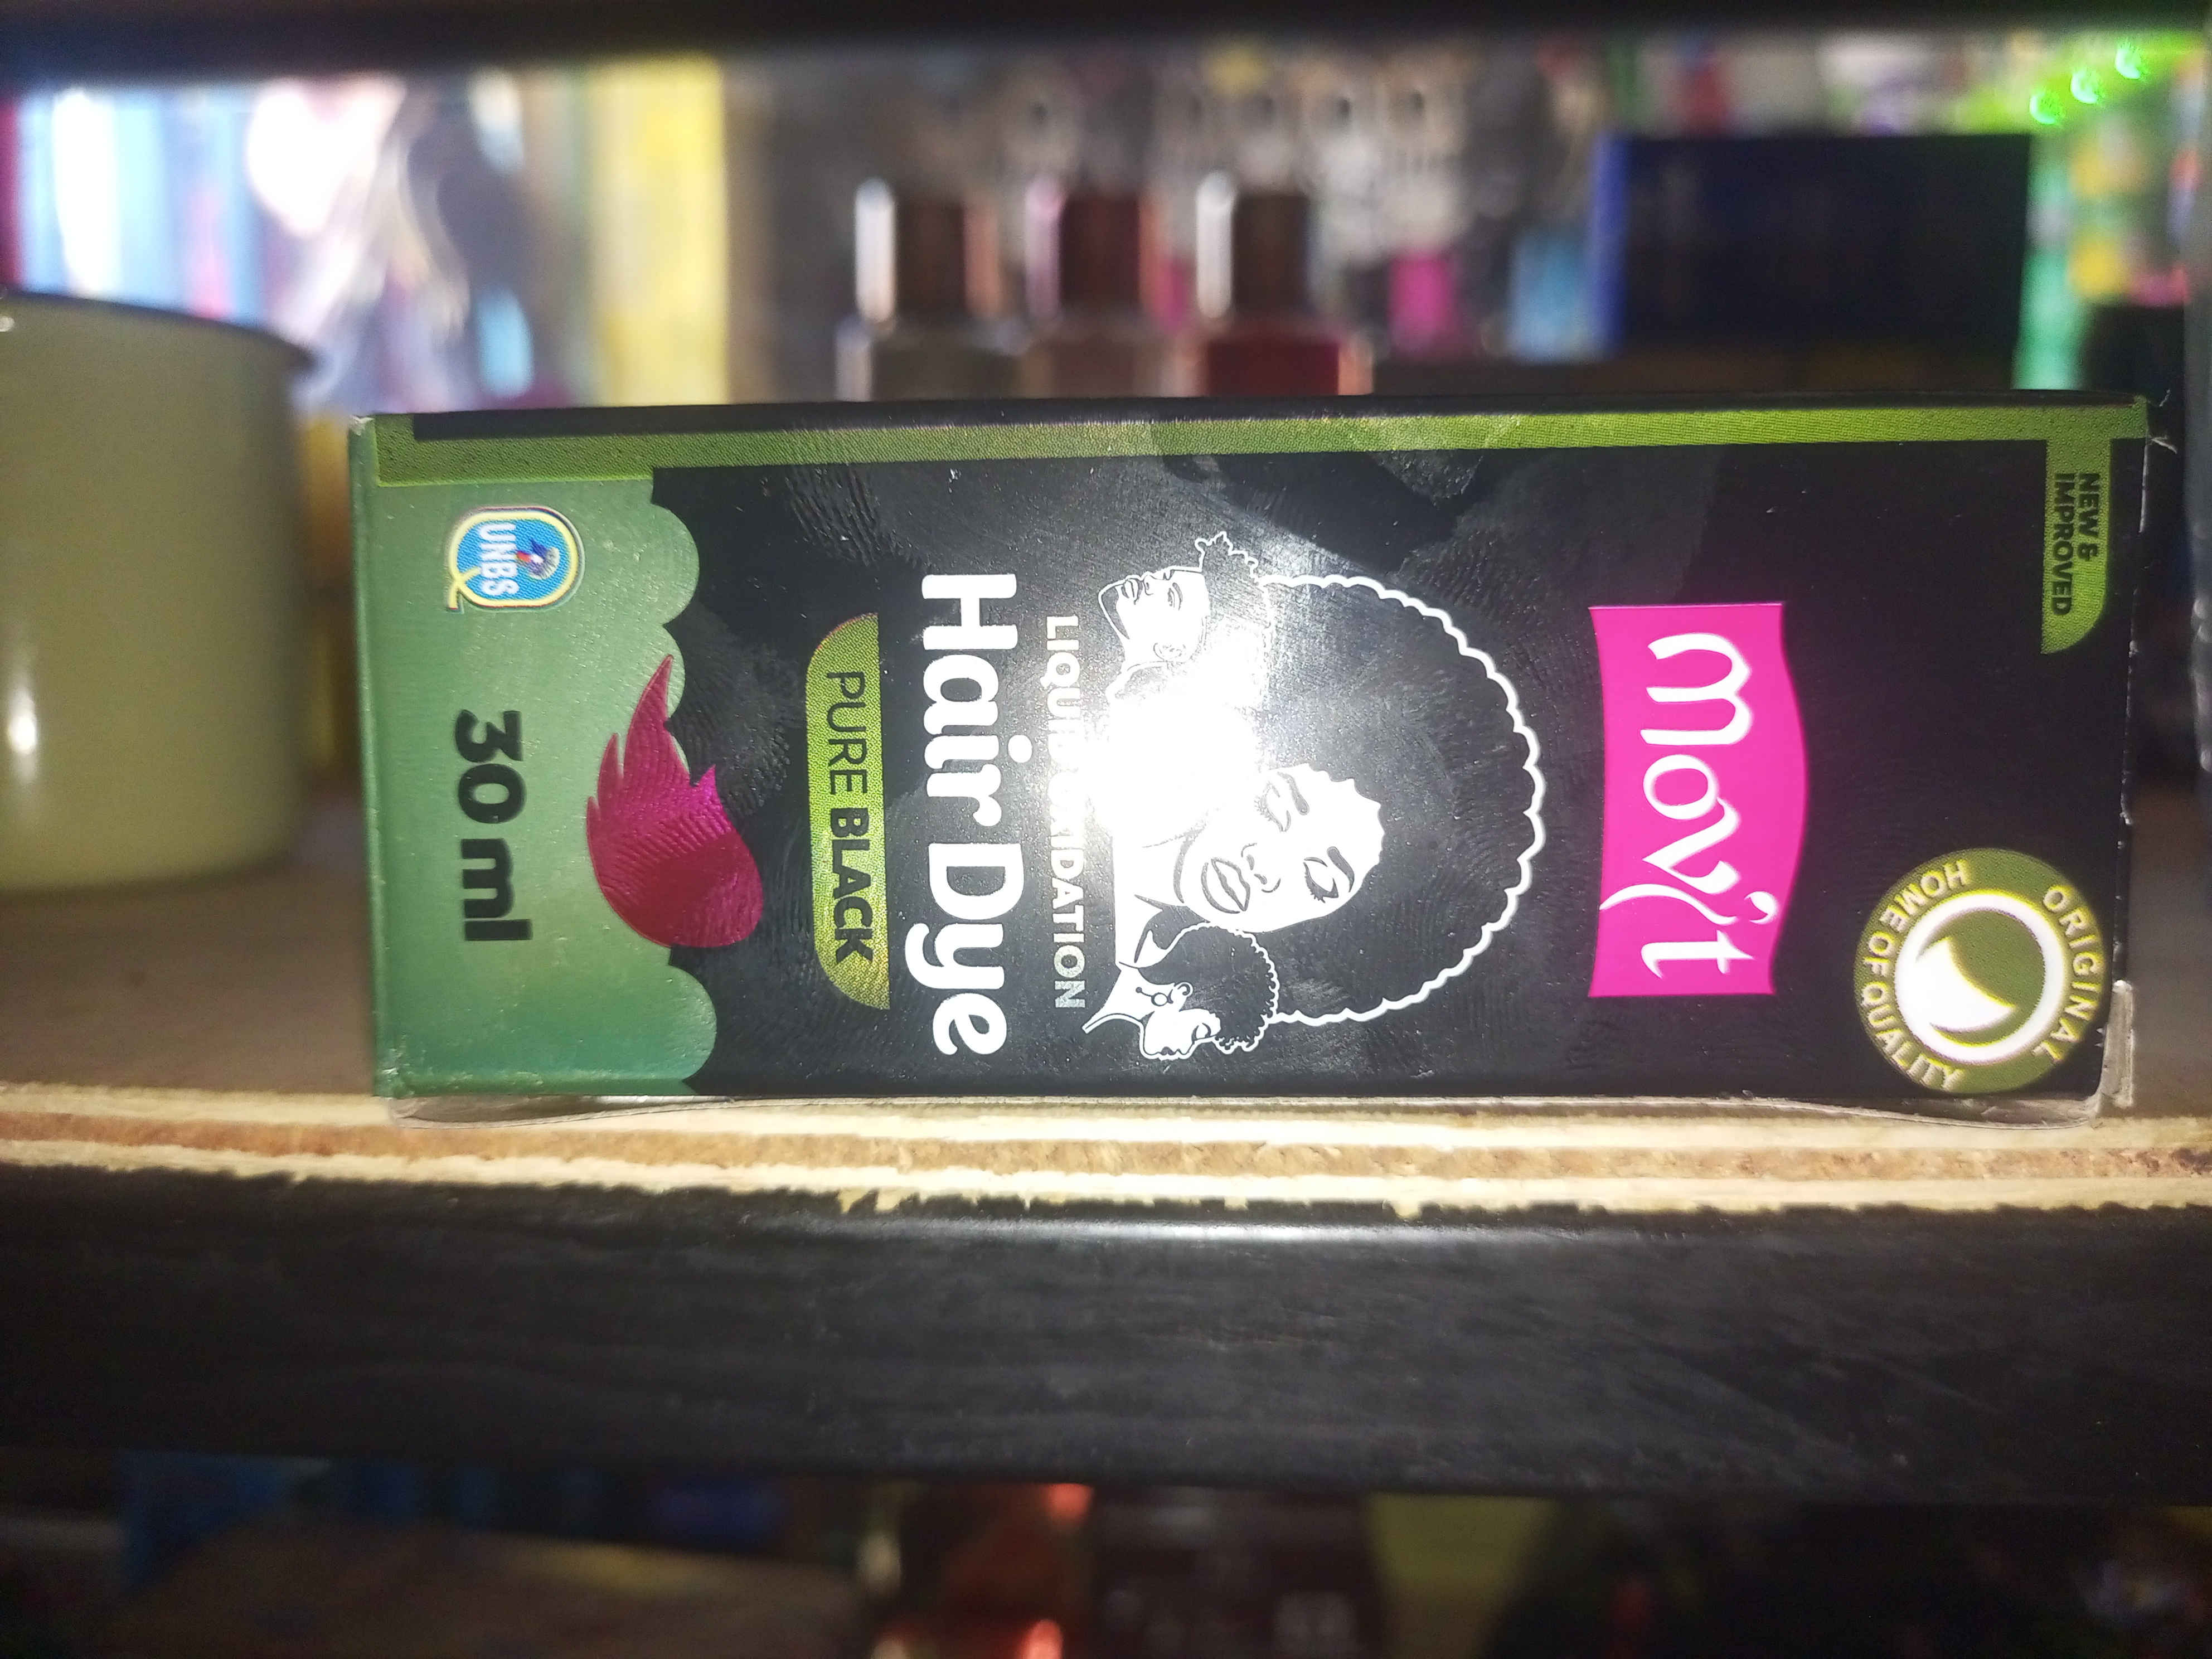 NEW &
IMPROVED
ORIGINAL
HOME OF QUALITY
movit
Hair Dye
PURE BLACK
30 ml
UNBS